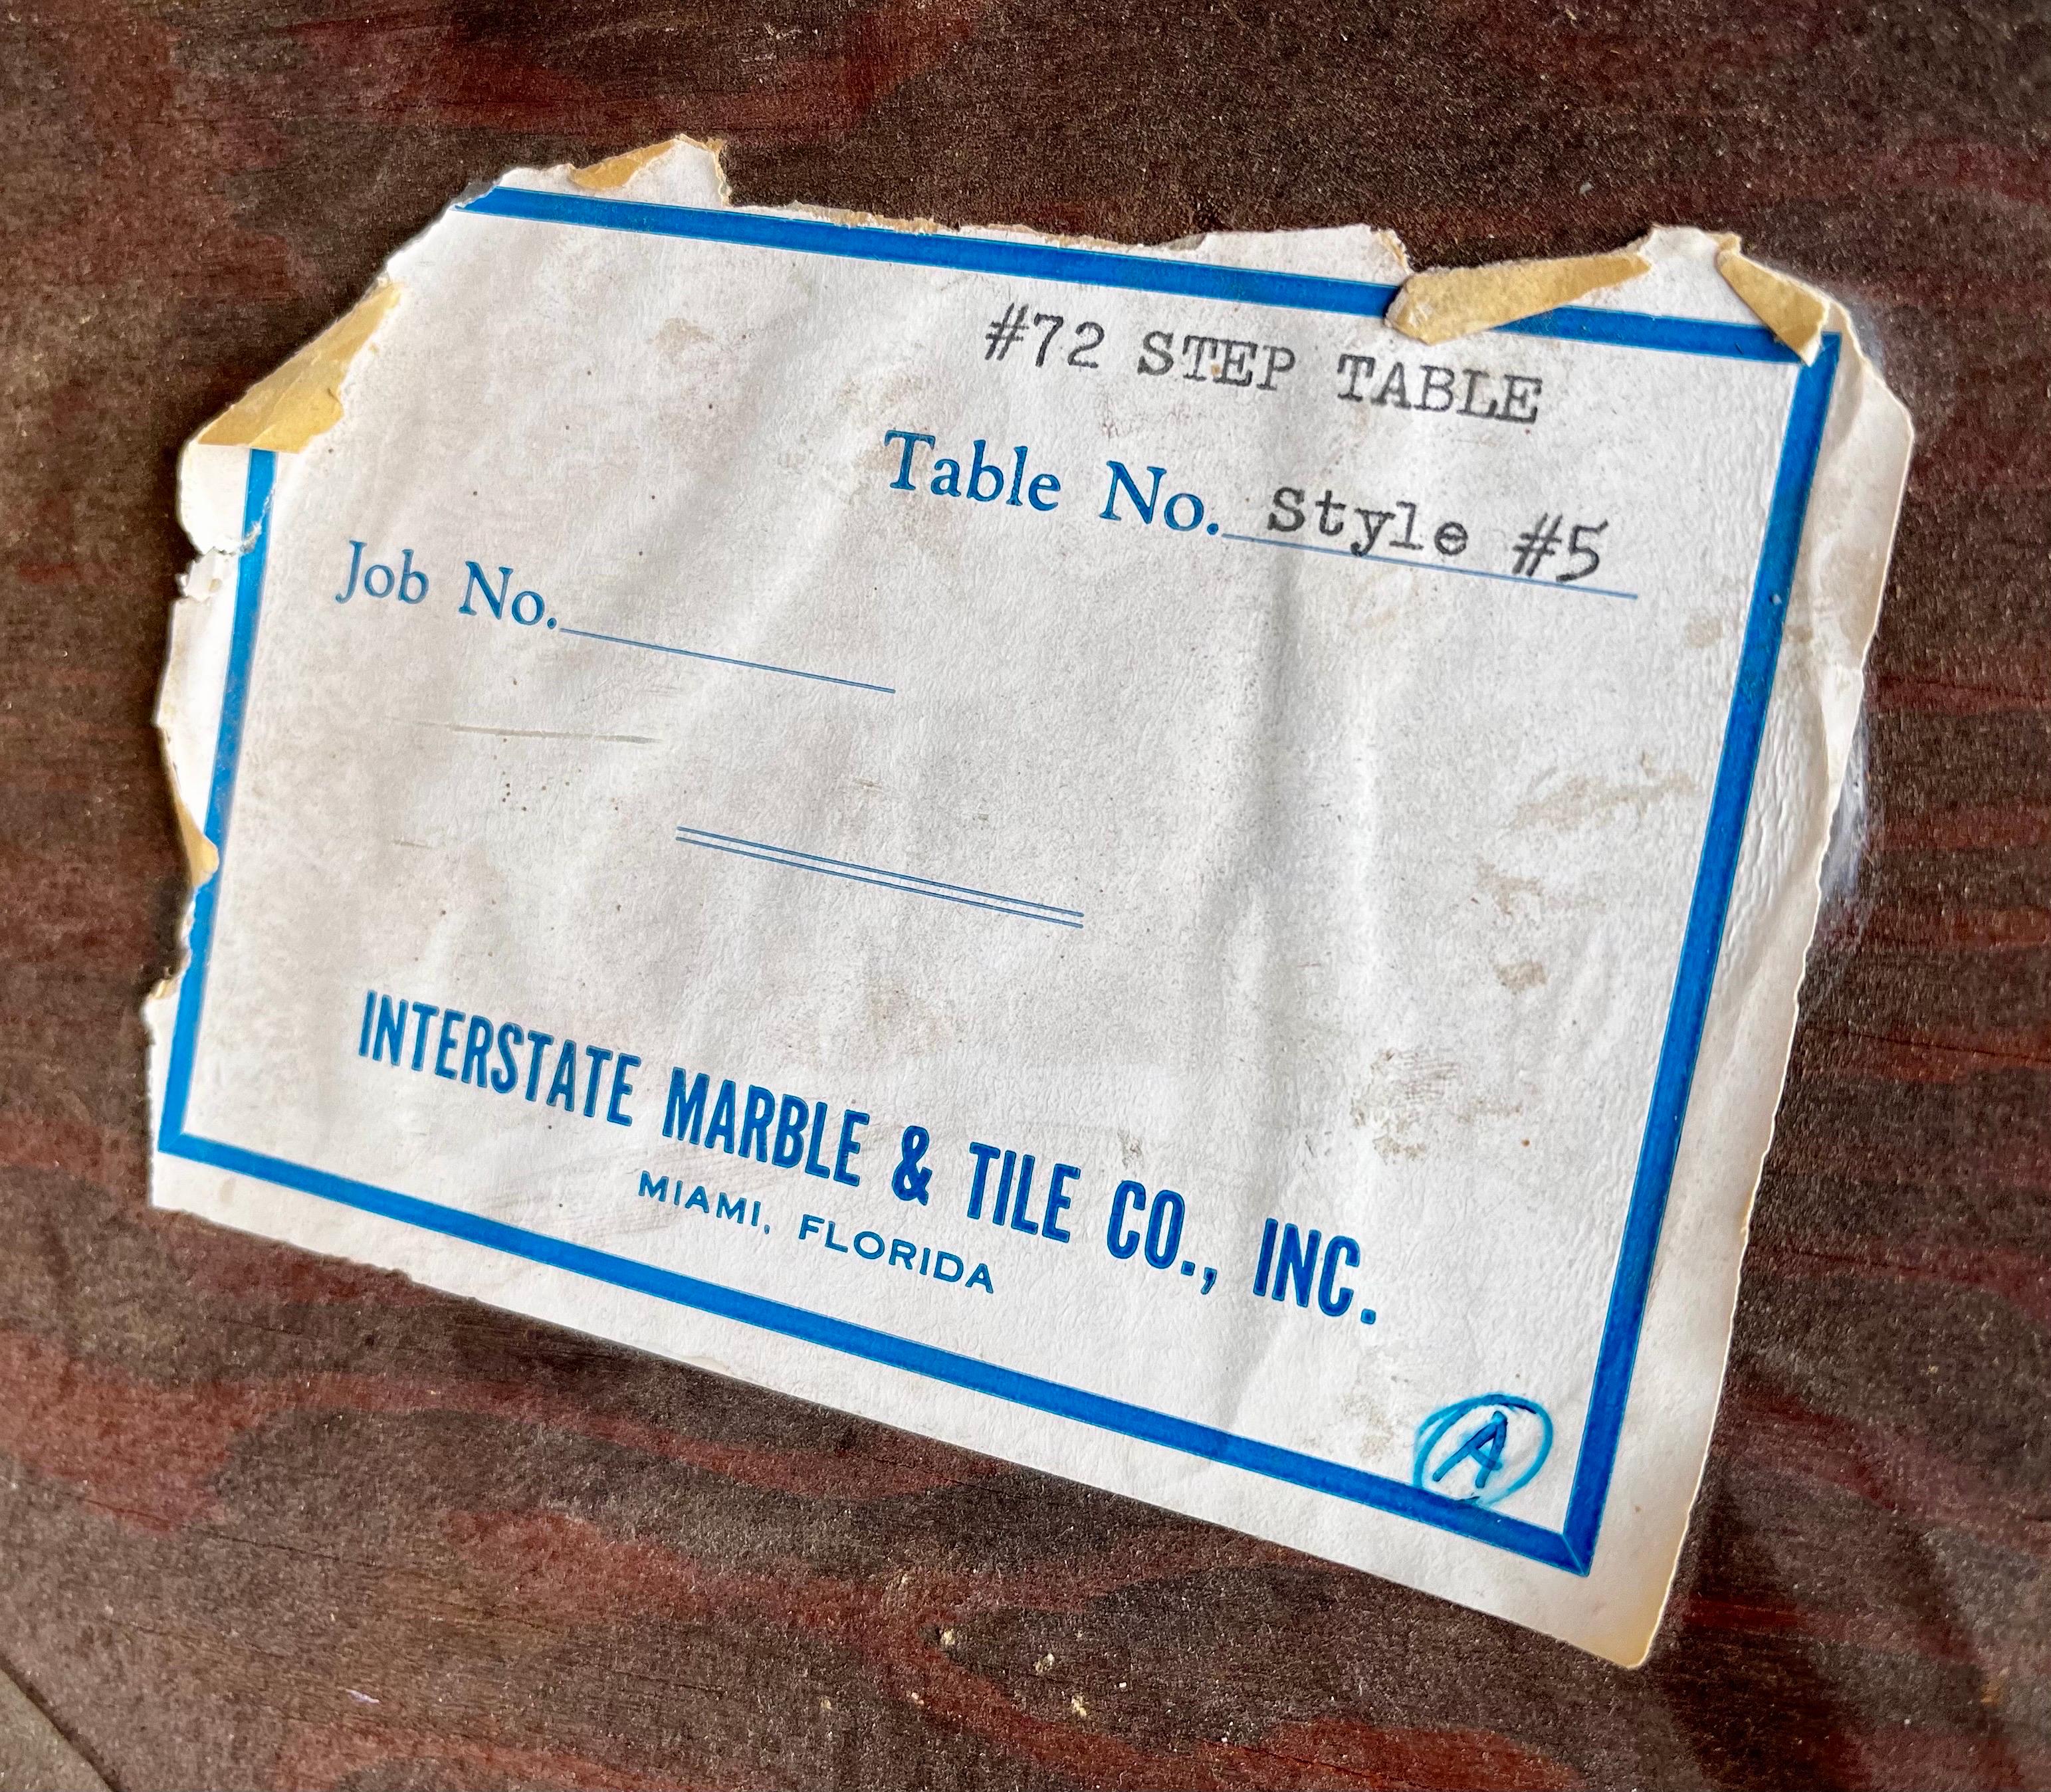 #72 STEP TABLE
Table No. Style #5
Job No.
INTERSTATE MARBLE & TILE CO., INC.
MIAMI, FLORIDA
A